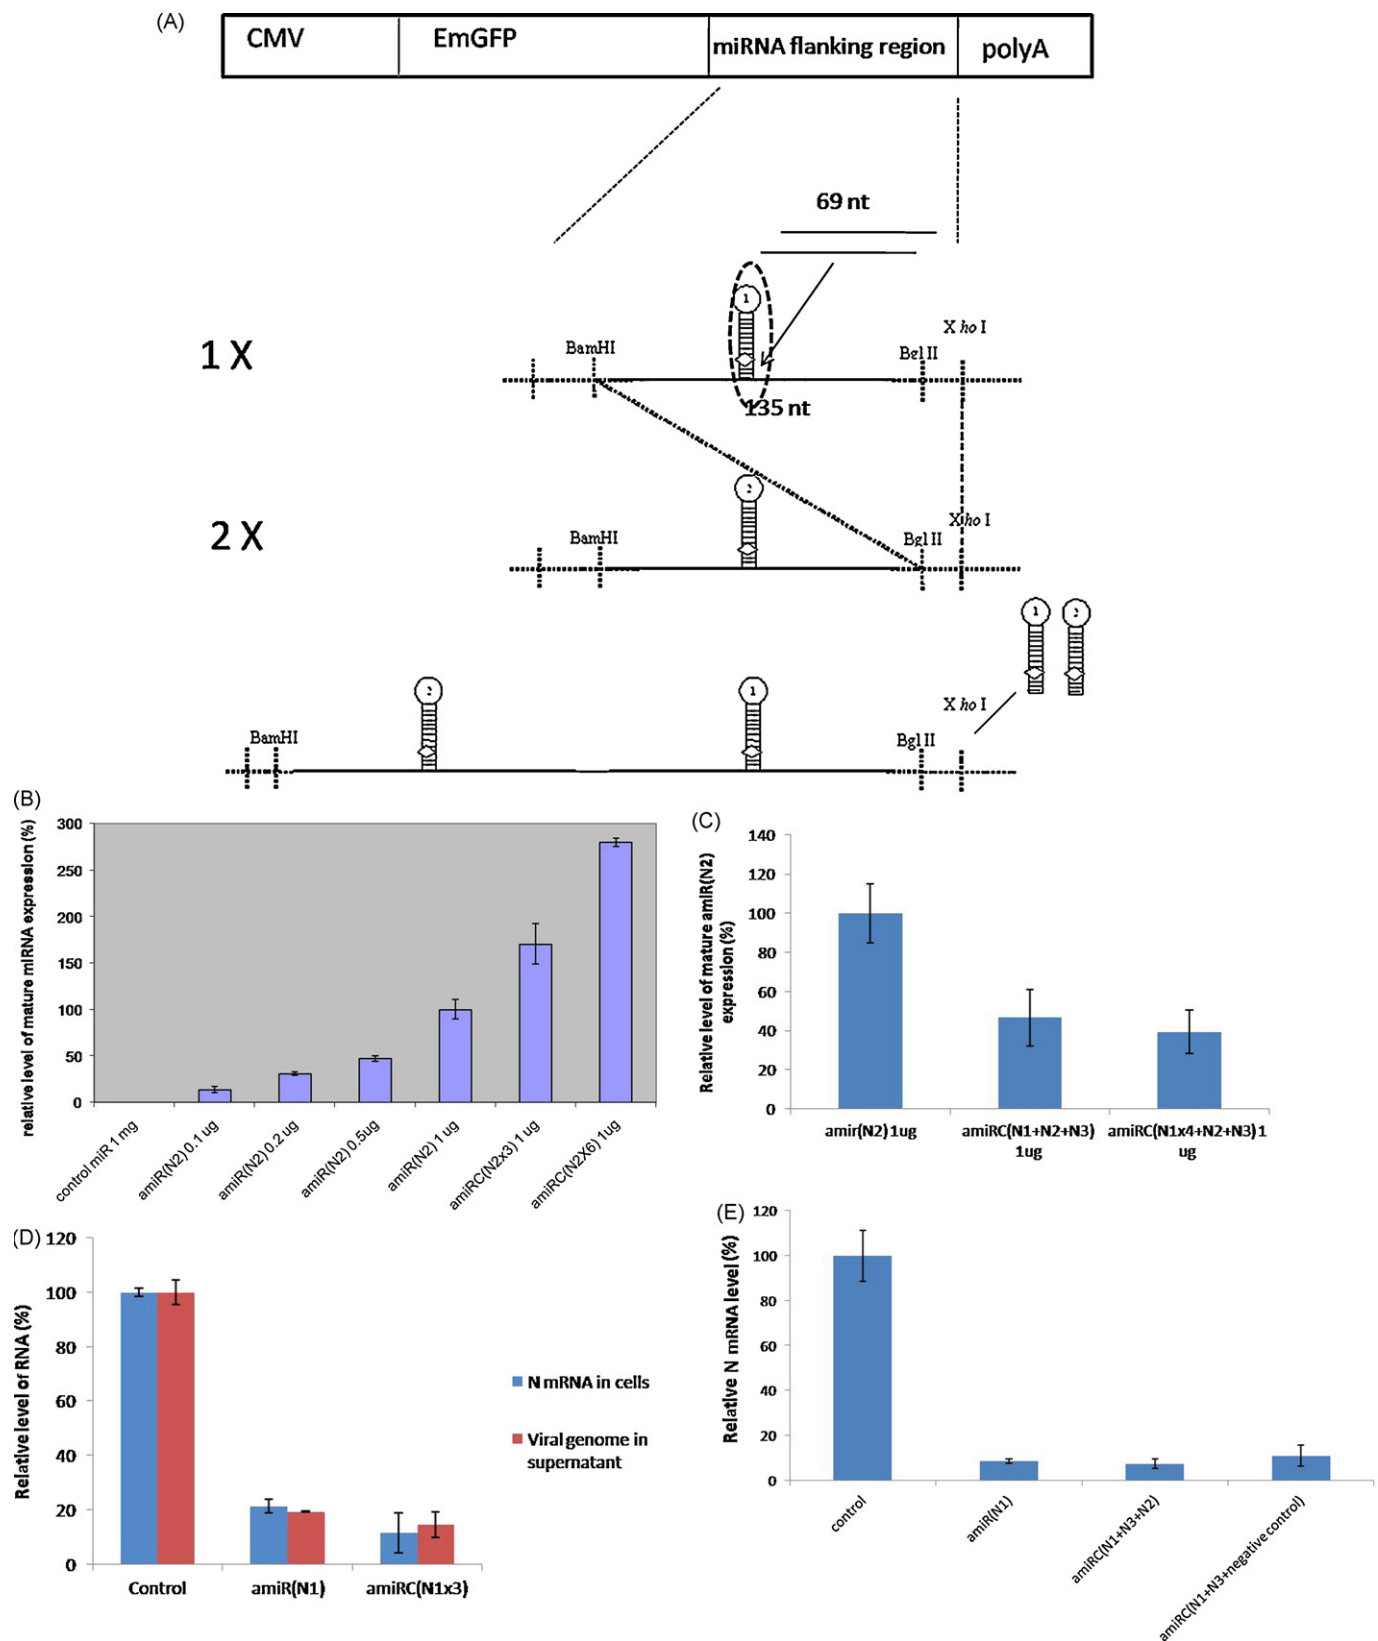 (A)
CMV
EmGFP
miRNA flanking region
polyA
69 nt
1 X
1
BamHI
Bgl II
X ho I
135 nt
2 X
2
BamHI
Bgl II
X ho I
1
2
2
1
BamHI
Bgl II
X ho I
(B)
relative level of mature mIRNA expression (%)
300
250
200
150
100
50
0
control miR 1 mg
amiR(N2) 0.1 ug
amiR(N2) 0.2 ug
amiR(N2) 0.5ug
amiR(N2) 1 ug
amiRC(N2x3) 1 ug
amiRC(N2X6) 1ug
(C)
Relative level of mature amiR(N2)
expression (%)
140
120
100
80
60
40
20
0
amir(N2) 1ug
amiRC(N1+N2+N3)
1ug
amiRC(N1x4+N2+N3) 1
ug
(D)
Relative level of RNA (%)
120
100
80
60
40
20
0
Control
amiR(N1)
amiRC(N1x3)
N mRNA in cells
Viral genome in
supernatant
(E)
Relative N mRNA level (%)
120
100
80
60
40
20
0
control
amiR(N1)
amiRC(N1+N3+N2)
amiRC(N1+N3+negative control)